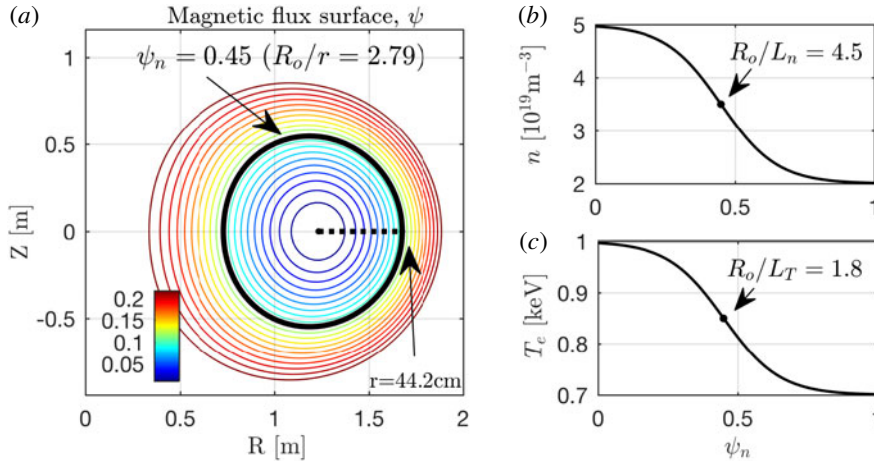 (a) Magnetic flux surface, ψ
ψn = 0.45 (Ro/r = 2.79)
1
0.5
0
-0.5
Z [m]
0.2
0.15
0.1
0.05
r=44.2cm
0 0.5 1 1.5 2
R [m]
(b)
5
4
3
2
n [10^19 m^−3]
Ro/Ln = 4.5
0 0.5 1
(c)
1
0.9
0.8
0.7
Te [keV]
Ro/LT = 1.8
0 0.5 1
ψn